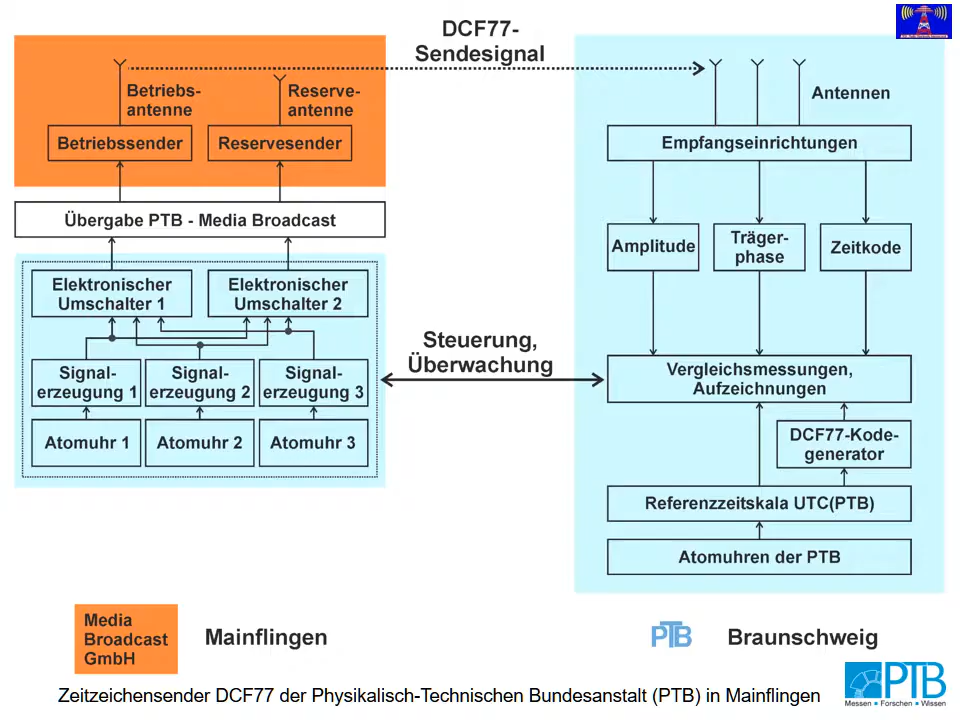 DCF77-
Sendesignal
Betriebs-
antenne
Reserve-
antenne
Betriebssender
Reservesender
Übergabe PTB - Media Broadcast
Elektronischer
Umschalter 1
Elektronischer
Umschalter 2
Signal-
erzeugung 1
Signal-
erzeugung 2
Signal-
erzeugung 3
Atomuhr 1
Atomuhr 2
Atomuhr 3
Steuerung,
Überwachung
Antennen
Empfangseinrichtungen
Amplitude
Träger-
phase
Zeitkode
Vergleichsmessungen,
Aufzeichnungen
DCF77-Kode-
generator
Referenzzeitskala UTC(PTB)
Atomuhren der PTB
Media
Broadcast
GmbH
Mainflingen
PTB
Braunschweig
Zeitzeichensender DCF77 der Physikalisch-Technischen Bundesanstalt (PTB) in Mainflingen
PTB
Messen ▪ Forschen ▪ Wissen